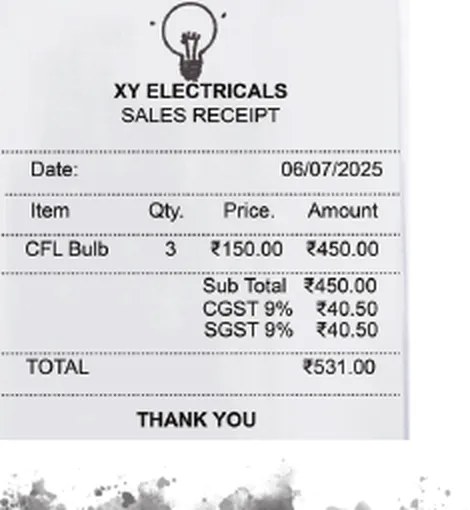 XY ELECTRICALS
SALES RECEIPT
Date: 06/07/2025
Item Qty. Price. Amount
CFL Bulb 3 ₹150.00 ₹450.00
Sub Total ₹450.00
CGST 9% ₹40.50
SGST 9% ₹40.50
TOTAL ₹531.00
THANK YOU